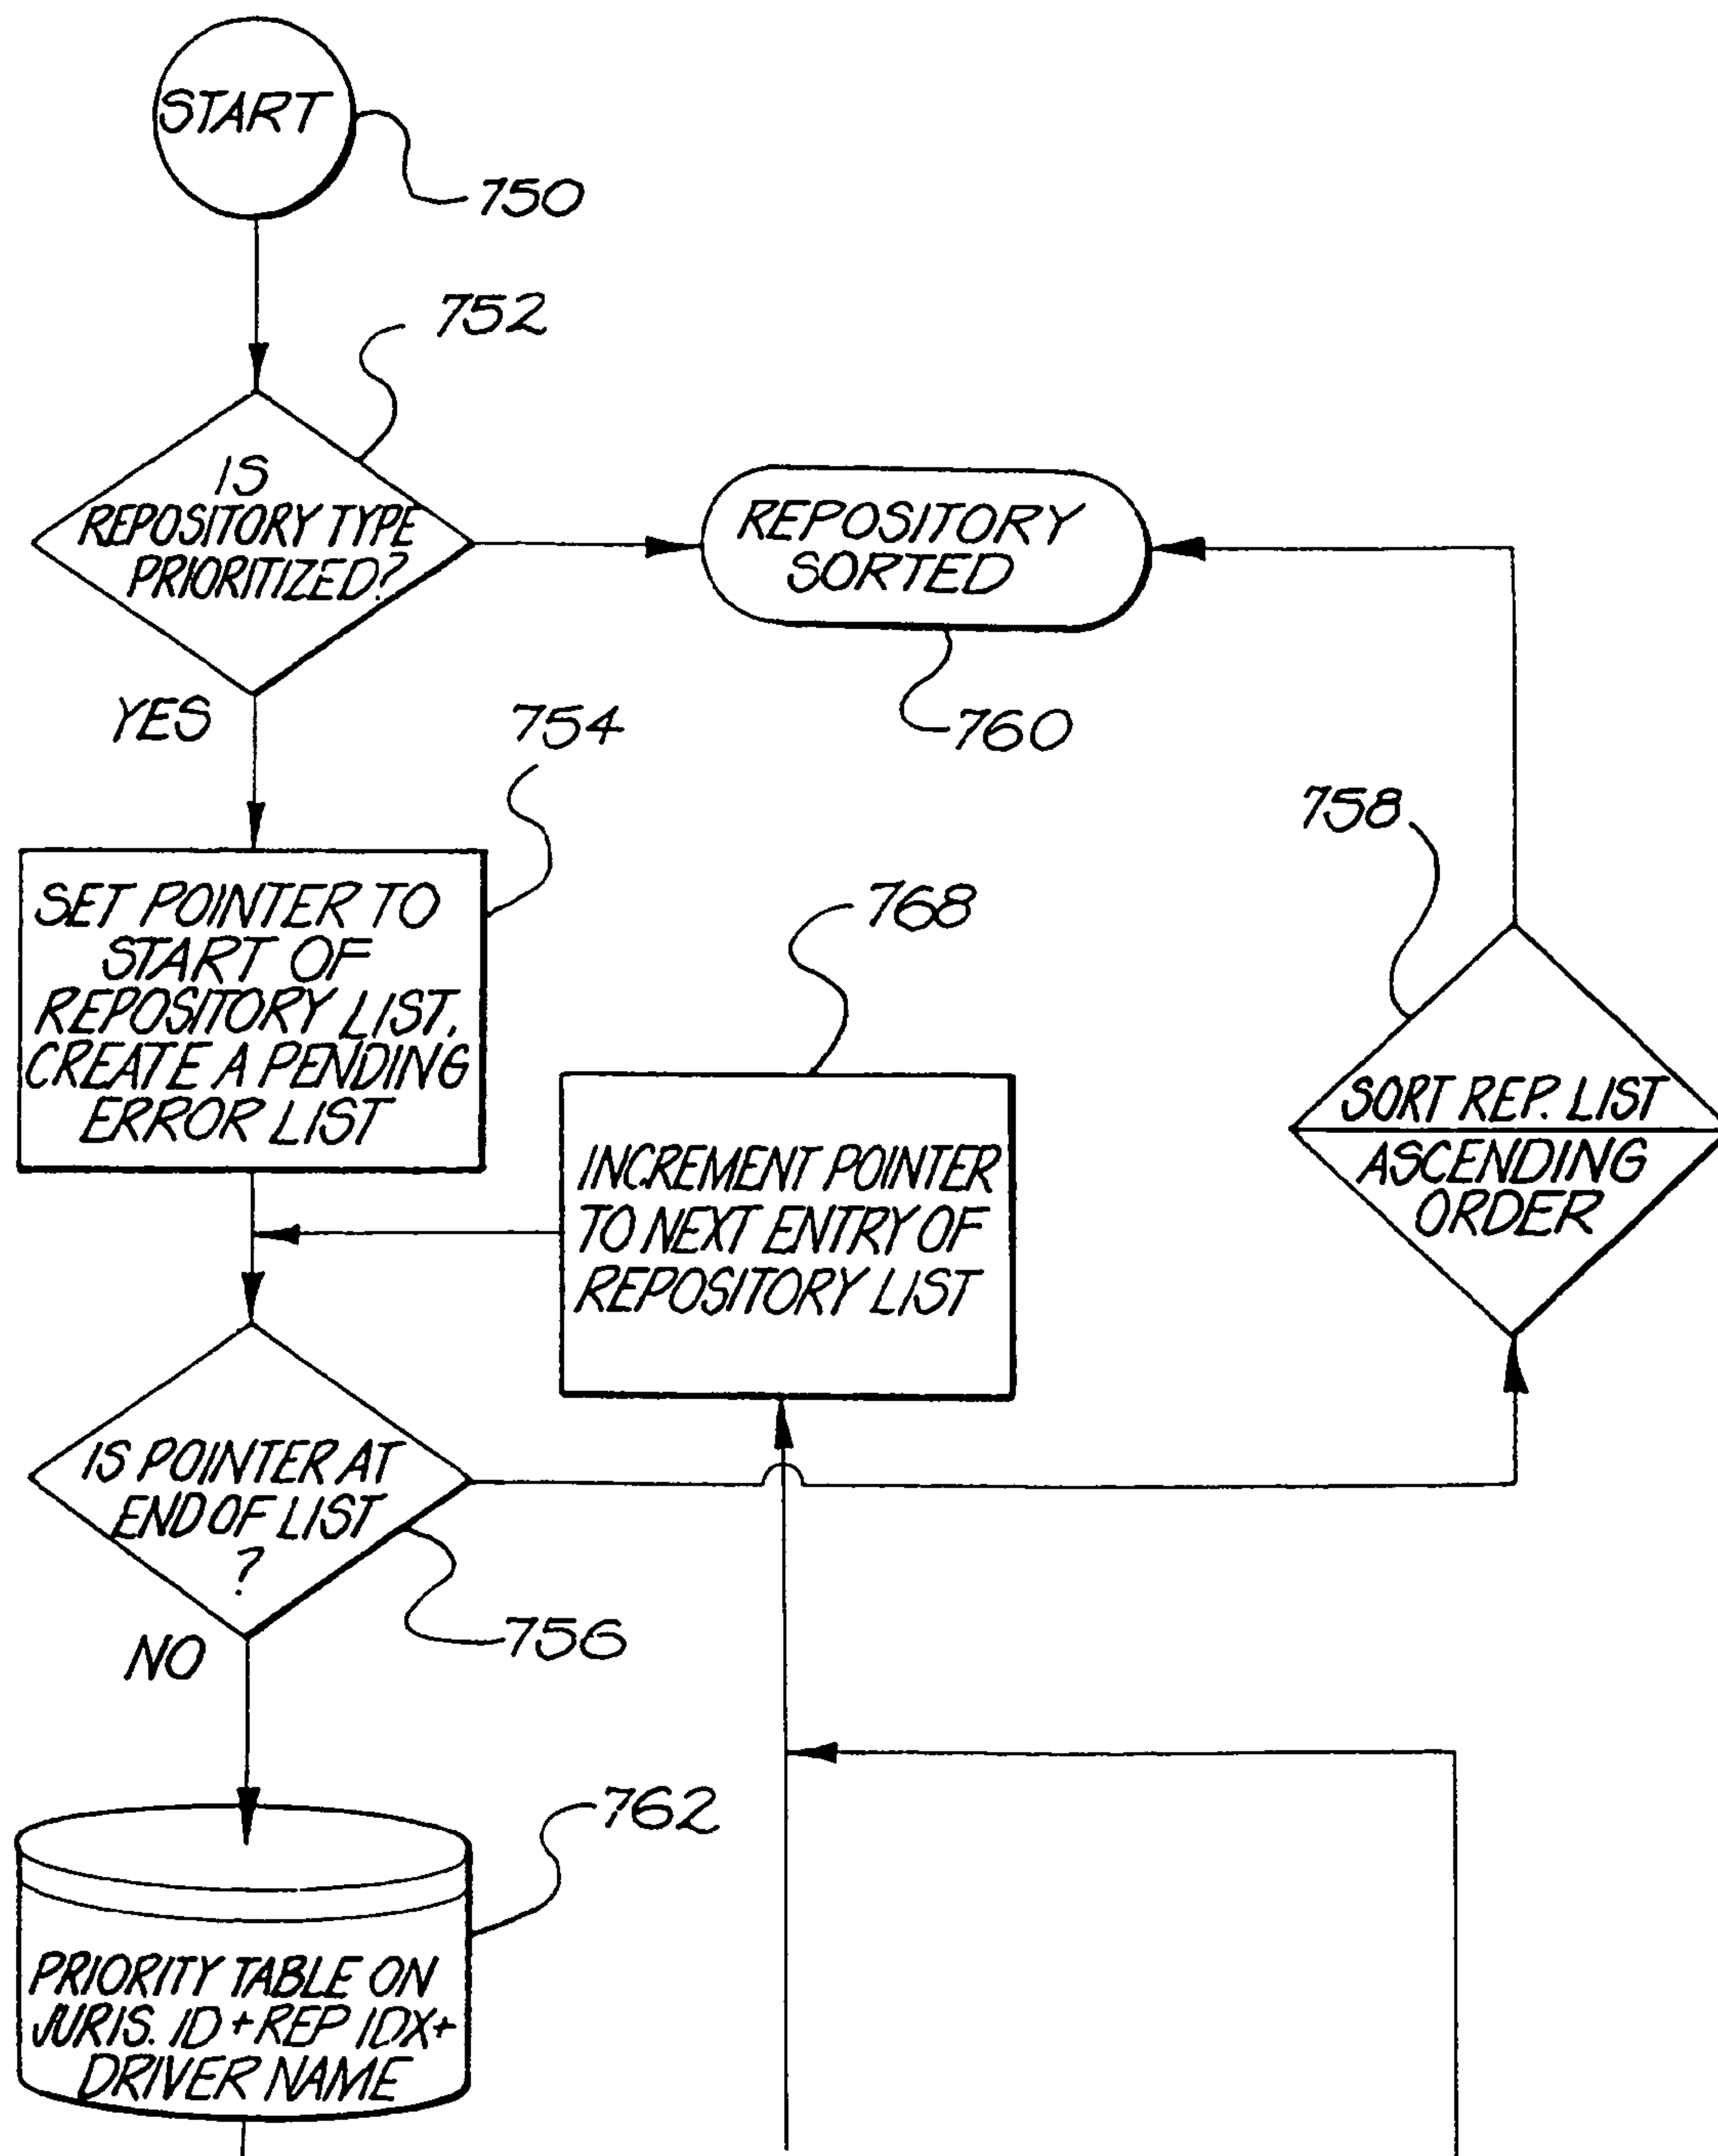 START
750
752
IS
REPOSITORY TYPE
PRIORITIZED?
REPOSITORY
SORTED
760
YES
754
SET POINTER TO
START OF
REPOSITORY LIST,
CREATE A PENDING
ERROR LIST
768
INCREMENT POINTER
TO NEXT ENTRY OF
REPOSITORY LIST
758
SORT REP. LIST
ASCENDING
ORDER
IS POINTER AT
END OF LIST
?
756
NO
762
PRIORITY TABLE ON
JURIS. ID + REP IDX +
DRIVER NAME